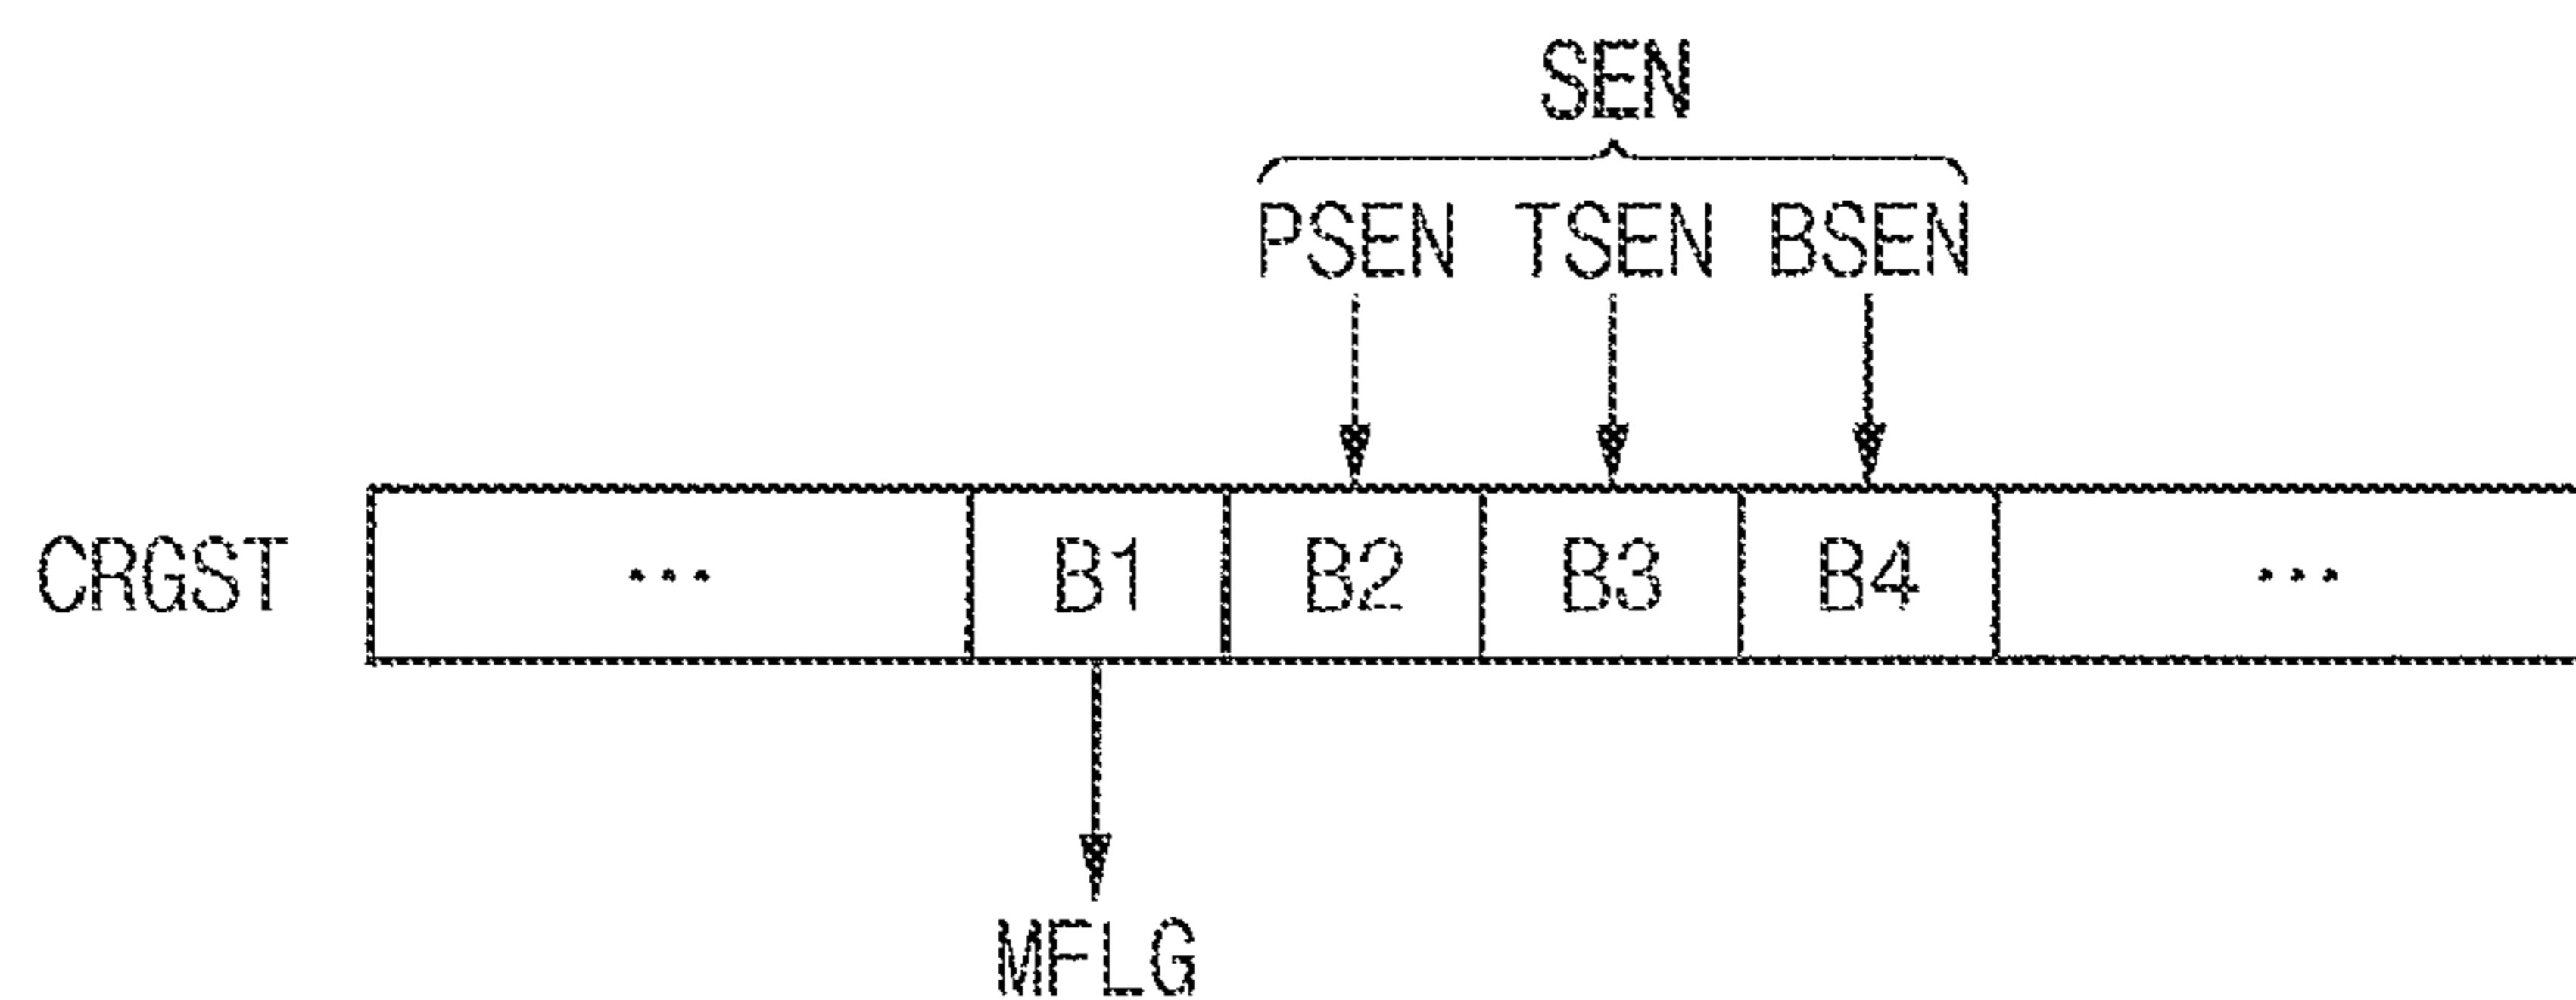 SEN
PSEN TSEN BSEN
CRGST ... B1 B2 B3 B4 ...
MFLG